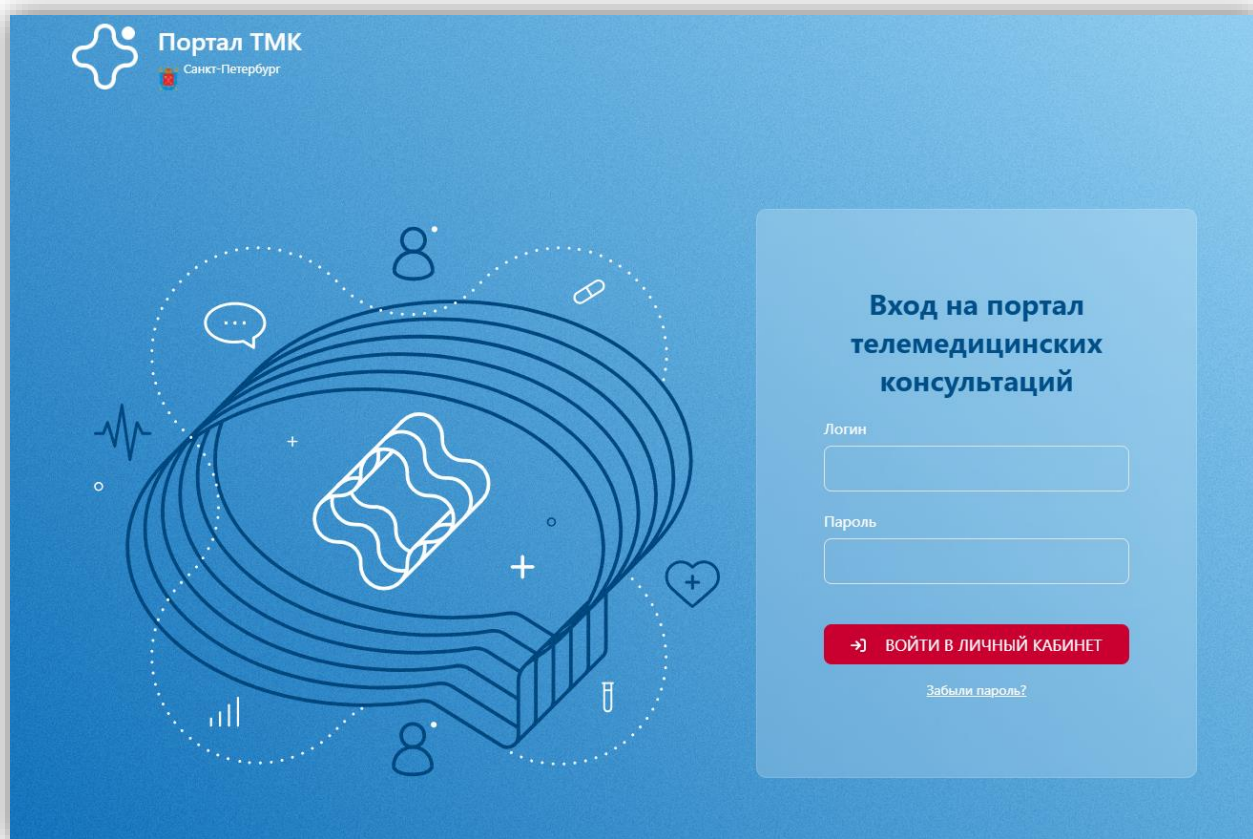 Портал ТМК
Санкт-Петербург
Вход на портал
телемедицинских
консультаций
Логин
Пароль
ВОЙТИ В ЛИЧНЫЙ КАБИНЕТ
Забыли пароль?